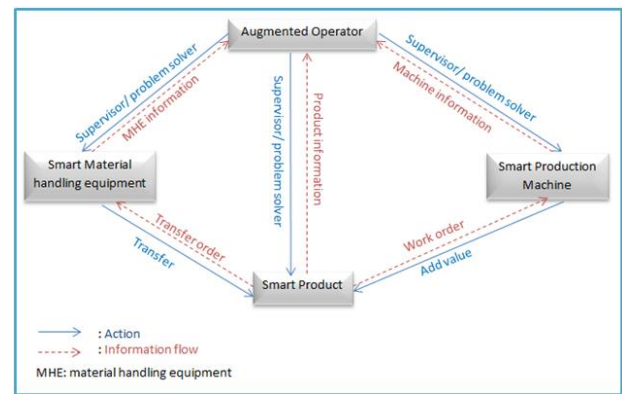 Augmented Operator
Supervisor/ problem solver
MHE information
Supervisor/ problem solver
Product information
Supervisor/ problem solver
Machine information
Smart Material
handling equipment
Smart Production
Machine
Transfer order
Transfer
Work order
Add value
Smart Product
: Action
: Information flow
MHE: material handling equipment